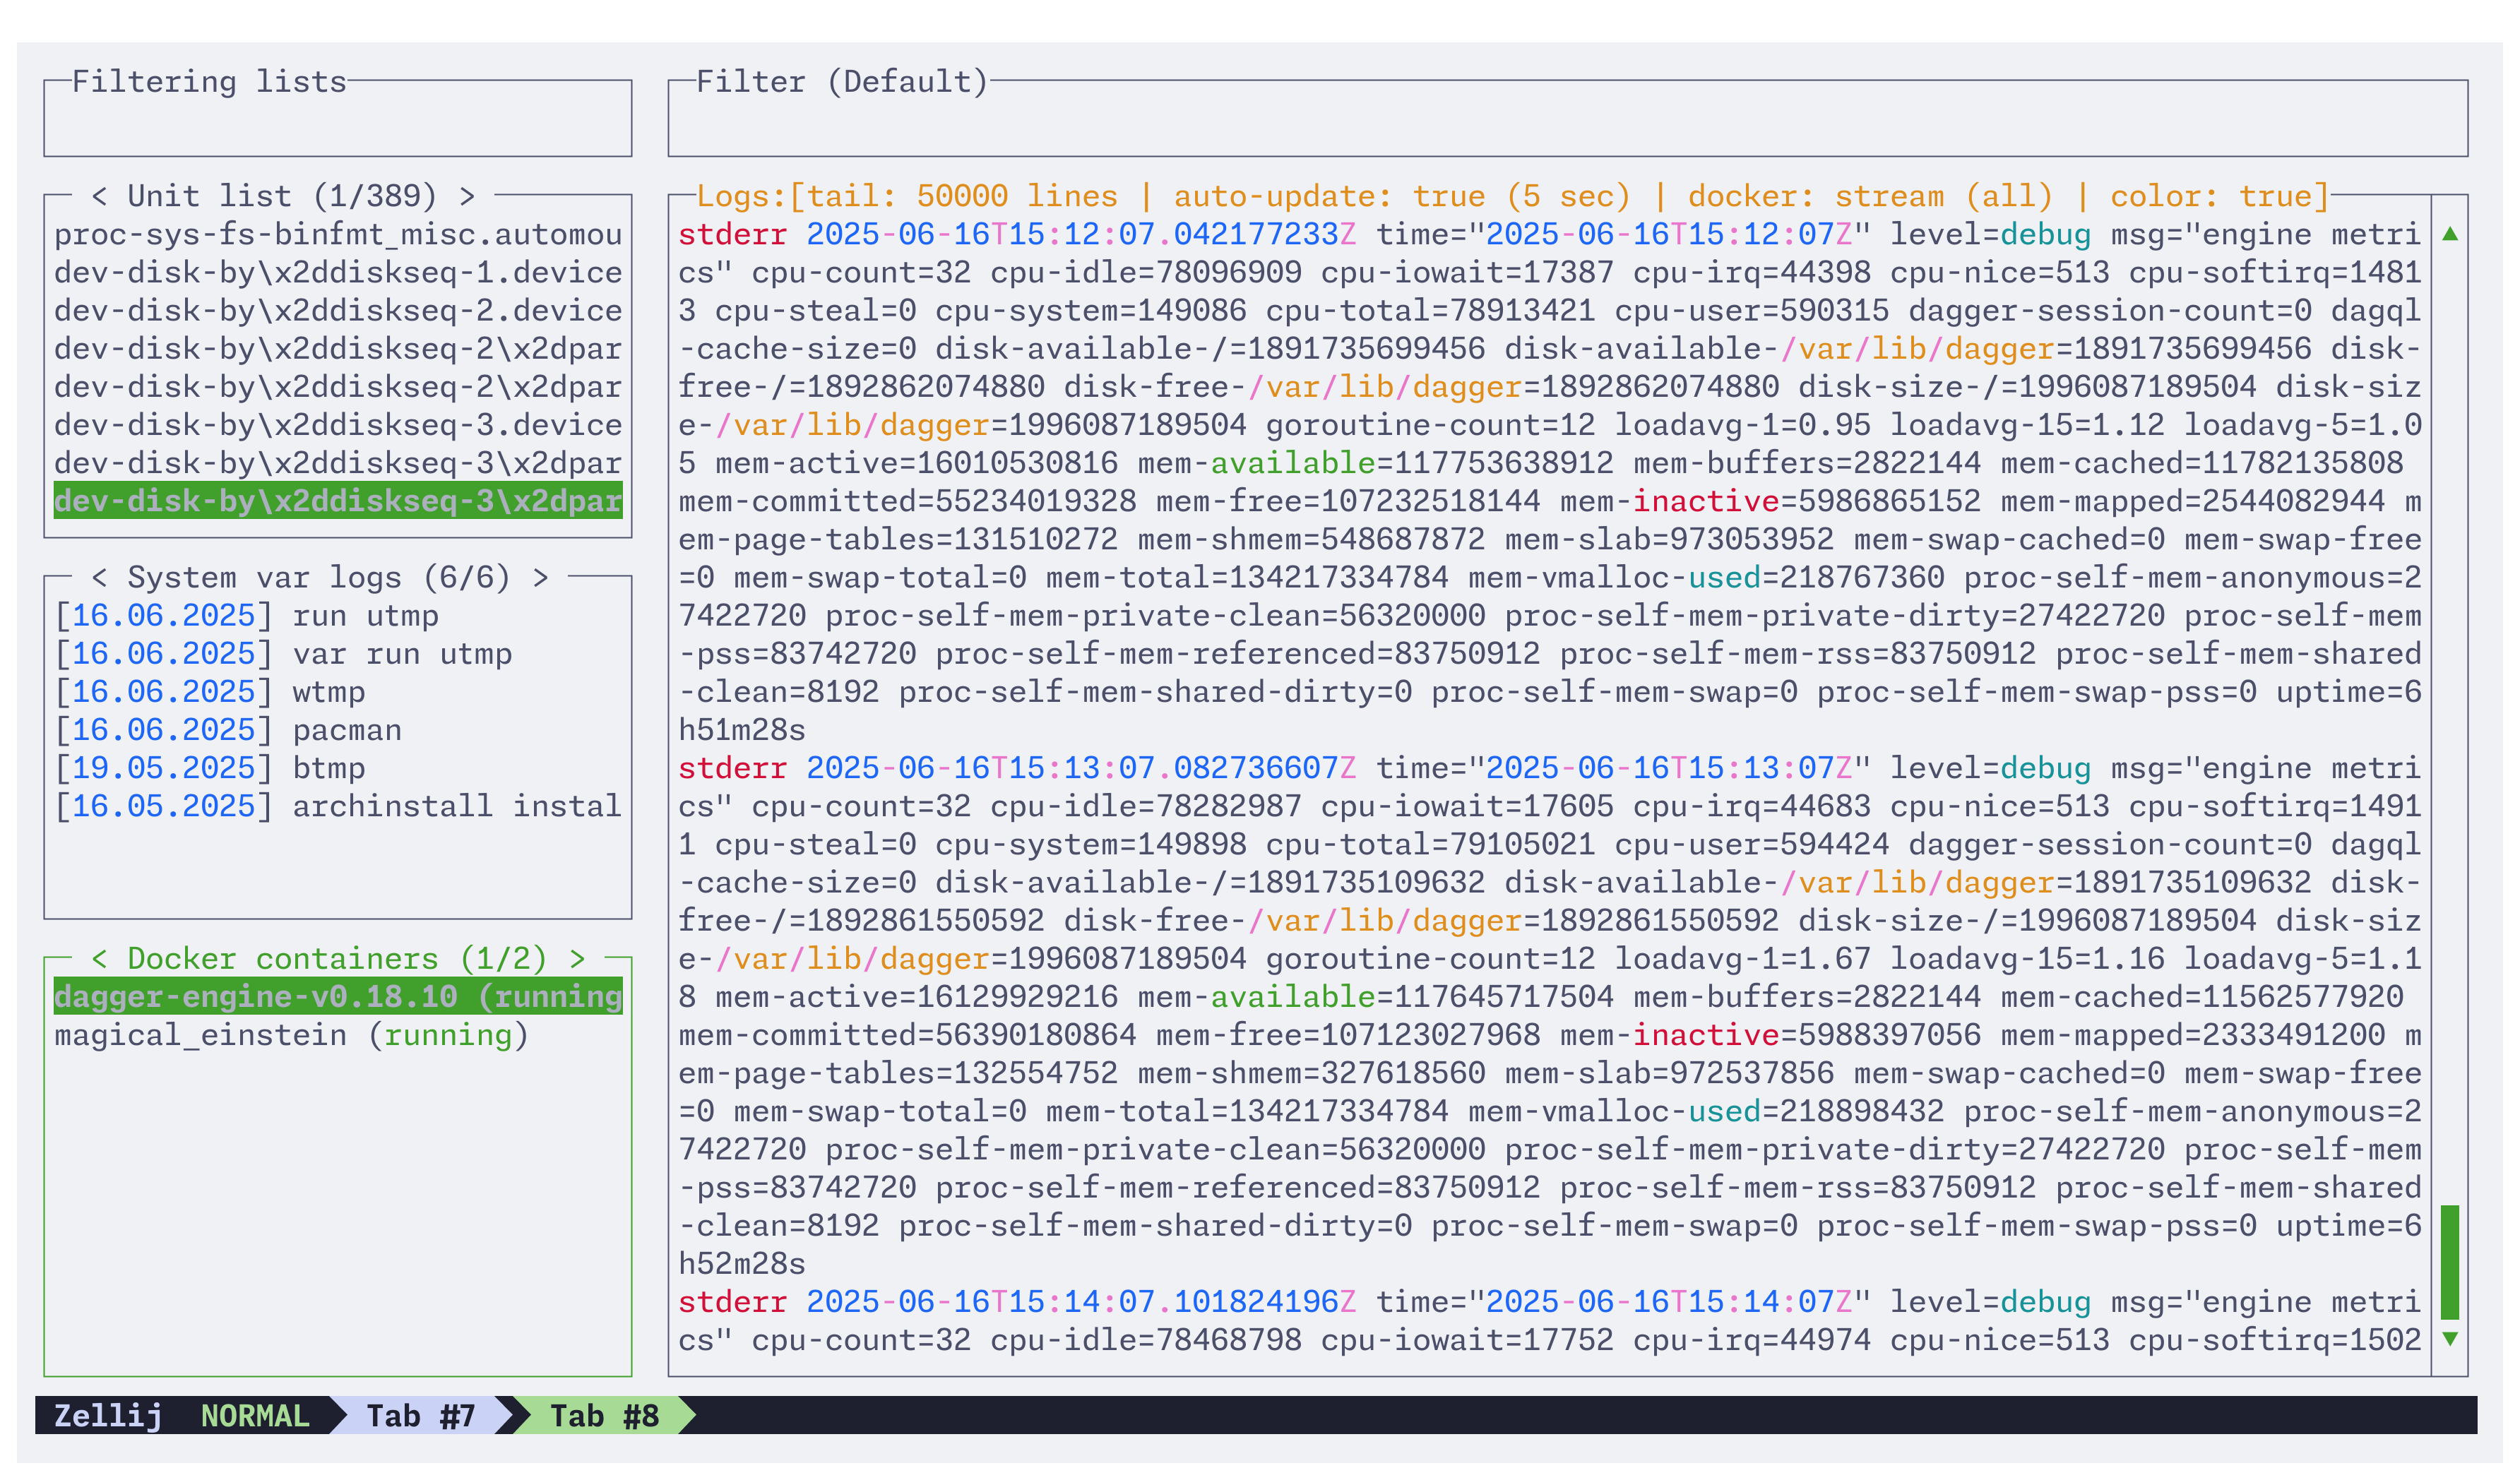 Filtering lists
< Unit list (1/389) >
proc-sys-fs-binfmt_misc.automou
dev-disk-by\x2ddiskseq-1.device
dev-disk-by\x2ddiskseq-2.device
dev-disk-by\x2ddiskseq-2\x2dpar
dev-disk-by\x2ddiskseq-2\x2dpar
dev-disk-by\x2ddiskseq-3.device
dev-disk-by\x2ddiskseq-3\x2dpar
dev-disk-by\x2ddiskseq-3\x2dpar
< System var logs (6/6) >
[16.06.2025] run utmp
[16.06.2025] var run utmp
[16.06.2025] wtmp
[16.06.2025] pacman
[19.05.2025] btmp
[16.05.2025] archinstall instal
< Docker containers (1/2) >
dagger-engine-v0.18.10 (running
magical_einstein (running)
Filter (Default)
Logs:[tail: 50000 lines | auto-update: true (5 sec) | docker: stream (all) | color: true]
stderr 2025-06-16T15:12:07.042177233Z time="2025-06-16T15:12:07Z" level=debug msg="engine metri
cs" cpu-count=32 cpu-idle=78096909 cpu-iowait=17387 cpu-irq=44398 cpu-nice=513 cpu-softirq=1481
3 cpu-steal=0 cpu-system=149086 cpu-total=78913421 cpu-user=590315 dagger-session-count=0 dagql
-cache-size=0 disk-available-/=1891735699456 disk-available-/var/lib/dagger=1891735699456 disk-
free-/=1892862074880 disk-free-/var/lib/dagger=1892862074880 disk-size-/=1996087189504 disk-siz
e-/var/lib/dagger=1996087189504 goroutine-count=12 loadavg-1=0.95 loadavg-15=1.12 loadavg-5=1.0
5 mem-active=16010530816 mem-available=117753638912 mem-buffers=2822144 mem-cached=11782135808
mem-committed=55234019328 mem-free=107232518144 mem-inactive=5986865152 mem-mapped=2544082944 m
em-page-tables=131510272 mem-shmem=548687872 mem-slab=973053952 mem-swap-cached=0 mem-swap-free
=0 mem-swap-total=0 mem-total=134217334784 mem-vmalloc-used=218767360 proc-self-mem-anonymous=2
7422720 proc-self-mem-private-clean=56320000 proc-self-mem-private-dirty=27422720 proc-self-mem
-pss=83742720 proc-self-mem-referenced=83750912 proc-self-mem-rss=83750912 proc-self-mem-shared
-clean=8192 proc-self-mem-shared-dirty=0 proc-self-mem-swap=0 proc-self-mem-swap-pss=0 uptime=6
h51m28s
stderr 2025-06-16T15:13:07.082736607Z time="2025-06-16T15:13:07Z" level=debug msg="engine metri
cs" cpu-count=32 cpu-idle=78282987 cpu-iowait=17605 cpu-irq=44683 cpu-nice=513 cpu-softirq=1491
1 cpu-steal=0 cpu-system=149898 cpu-total=79105021 cpu-user=594424 dagger-session-count=0 dagql
-cache-size=0 disk-available-/=1891735109632 disk-available-/var/lib/dagger=1891735109632 disk-
free-/=1892861550592 disk-free-/var/lib/dagger=1892861550592 disk-size-/=1996087189504 disk-siz
e-/var/lib/dagger=1996087189504 goroutine-count=12 loadavg-1=1.67 loadavg-15=1.16 loadavg-5=1.1
8 mem-active=16129929216 mem-available=117645717504 mem-buffers=2822144 mem-cached=11562577920
mem-committed=56390180864 mem-free=107123027968 mem-inactive=5988397056 mem-mapped=2333491200 m
em-page-tables=132554752 mem-shmem=327618560 mem-slab=972537856 mem-swap-cached=0 mem-swap-free
=0 mem-swap-total=0 mem-total=134217334784 mem-vmalloc-used=218898432 proc-self-mem-anonymous=2
7422720 proc-self-mem-private-clean=56320000 proc-self-mem-private-dirty=27422720 proc-self-mem
-pss=83742720 proc-self-mem-referenced=83750912 proc-self-mem-rss=83750912 proc-self-mem-shared
-clean=8192 proc-self-mem-shared-dirty=0 proc-self-mem-swap=0 proc-self-mem-swap-pss=0 uptime=6
h52m28s
stderr 2025-06-16T15:14:07.101824196Z time="2025-06-16T15:14:07Z" level=debug msg="engine metri
cs" cpu-count=32 cpu-idle=78468798 cpu-iowait=17752 cpu-irq=44974 cpu-nice=513 cpu-softirq=1502
Zellij NORMAL Tab #7 Tab #8